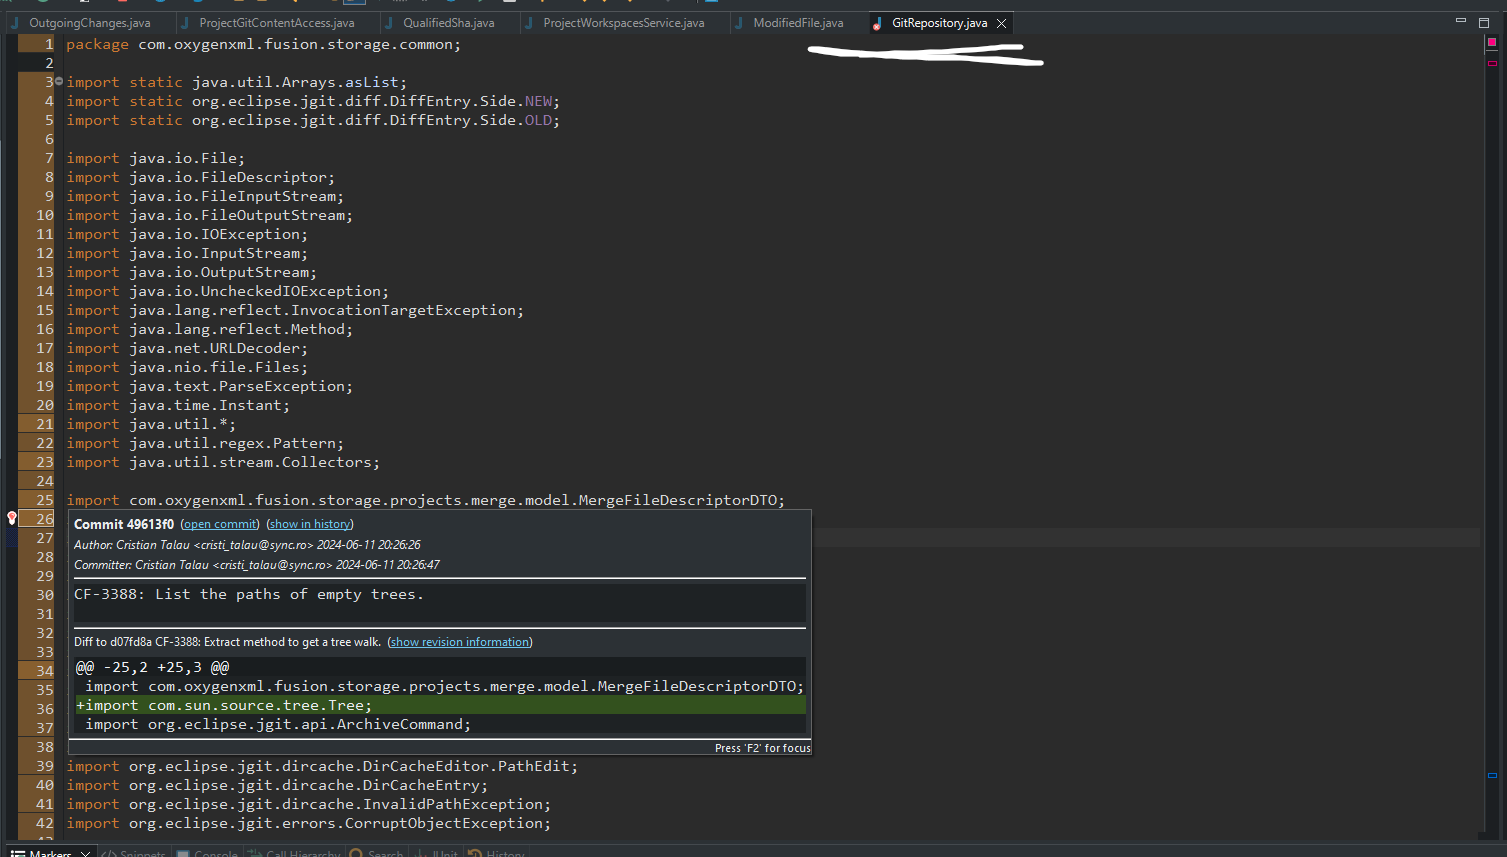 OutgoingChanges.java ProjectGitContentAccess.java QualifiedSha.java ProjectWorkspacesService.java ModifiedFile.java GitRepository.java
1 package com.oxygenxml.fusion.storage.common;
2
3 import static java.util.Arrays.asList;
4 import static org.eclipse.jgit.diff.DiffEntry.Side.NEW;
5 import static org.eclipse.jgit.diff.DiffEntry.Side.OLD;
6
7 import java.io.File;
8 import java.io.FileDescriptor;
9 import java.io.FileInputStream;
10 import java.io.FileOutputStream;
11 import java.io.IOException;
12 import java.io.InputStream;
13 import java.io.OutputStream;
14 import java.io.UncheckedIOException;
15 import java.lang.reflect.InvocationTargetException;
16 import java.lang.reflect.Method;
17 import java.net.URLDecoder;
18 import java.nio.file.Files;
19 import java.text.ParseException;
20 import java.time.Instant;
21 import java.util.*;
22 import java.util.regex.Pattern;
23 import java.util.stream.Collectors;
24
25 import com.oxygenxml.fusion.storage.projects.merge.model.MergeFileDescriptorDTO;
26
27
28
29
30
31
32
33
34
35
36
37
38
Commit 49613f0 (open commit) (show in history)
Author: Cristian Talau <cristi_talau@sync.ro> 2024-06-11 20:26:26
Committer: Cristian Talau <cristi_talau@sync.ro> 2024-06-11 20:26:47
CF-3388: List the paths of empty trees.
Diff to d07fd8a CF-3388: Extract method to get a tree walk. (show revision information)
@@ -25,2 +25,3 @@
import com.oxygenxml.fusion.storage.projects.merge.model.MergeFileDescriptorDTO;
+import com.sun.source.tree.Tree;
import org.eclipse.jgit.api.ArchiveCommand;
Press 'F2' for focus
39 import org.eclipse.jgit.dircache.DirCacheEditor.PathEdit;
40 import org.eclipse.jgit.dircache.DirCacheEntry;
41 import org.eclipse.jgit.dircache.InvalidPathException;
42 import org.eclipse.jgit.errors.CorruptObjectException;
Markers Snippets Console Call Hierarchy Search JUnit History